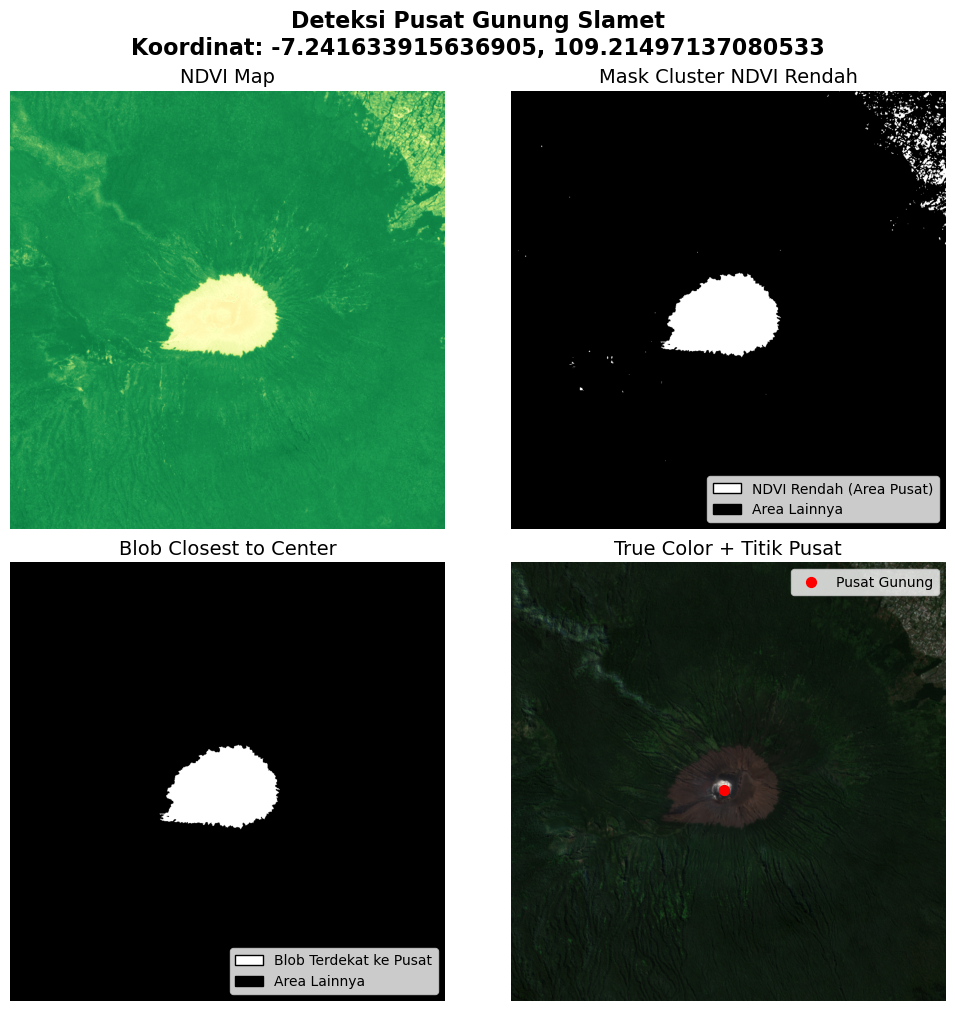 Deteksi Pusat Gunung Slamet
Koordinat: -7.241633915636905, 109.21497137080533
NDVI Map
Mask Cluster NDVI Rendah
NDVI Rendah (Area Pusat)
Area Lainnya
Blob Closest to Center
True Color + Titik Pusat
Pusat Gunung
Blob Terdekat ke Pusat
Area Lainnya